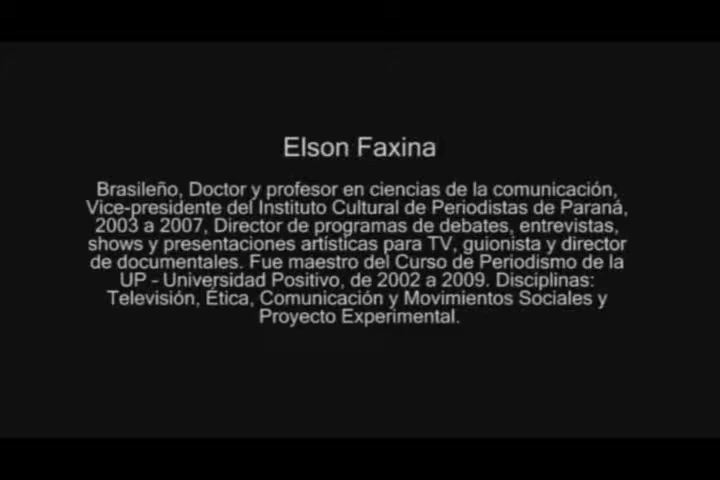 Elson Faxina
Brasileño, Doctor y profesor en ciencias de la comunicación,
Vice-presidente del Instituto Cultural de Periodistas de Paraná,
2003 a 2007, Director de programas de debates, entrevistas,
shows y presentaciones artísticas para TV, guionista y director
de documentales. Fue maestro del Curso de Periodismo de la
UP - Universidad Positivo, de 2002 a 2009. Disciplinas:
Televisión, Ética, Comunicación y Movimientos Sociales y
Proyecto Experimental.